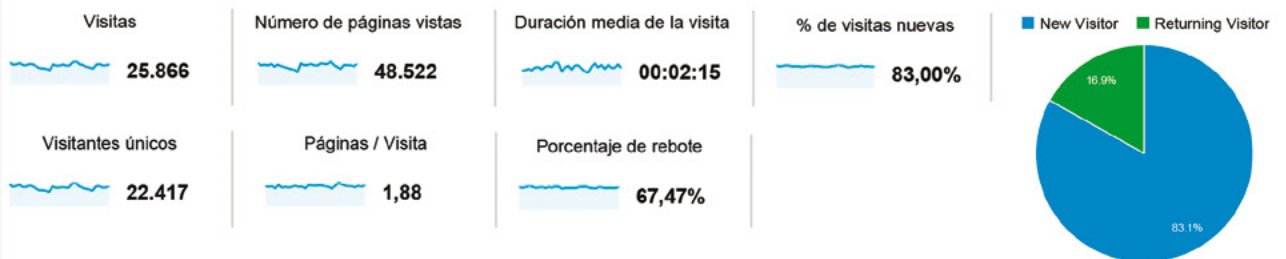 Visitas
25.866
Número de páginas vistas
48.522
Duración media de la visita
00:02:15
% de visitas nuevas
83,00%
New Visitor
Returning Visitor
16.9%
83.1%
Visitantes únicos
22.417
Páginas / Visita
1,88
Porcentaje de rebote
67,47%